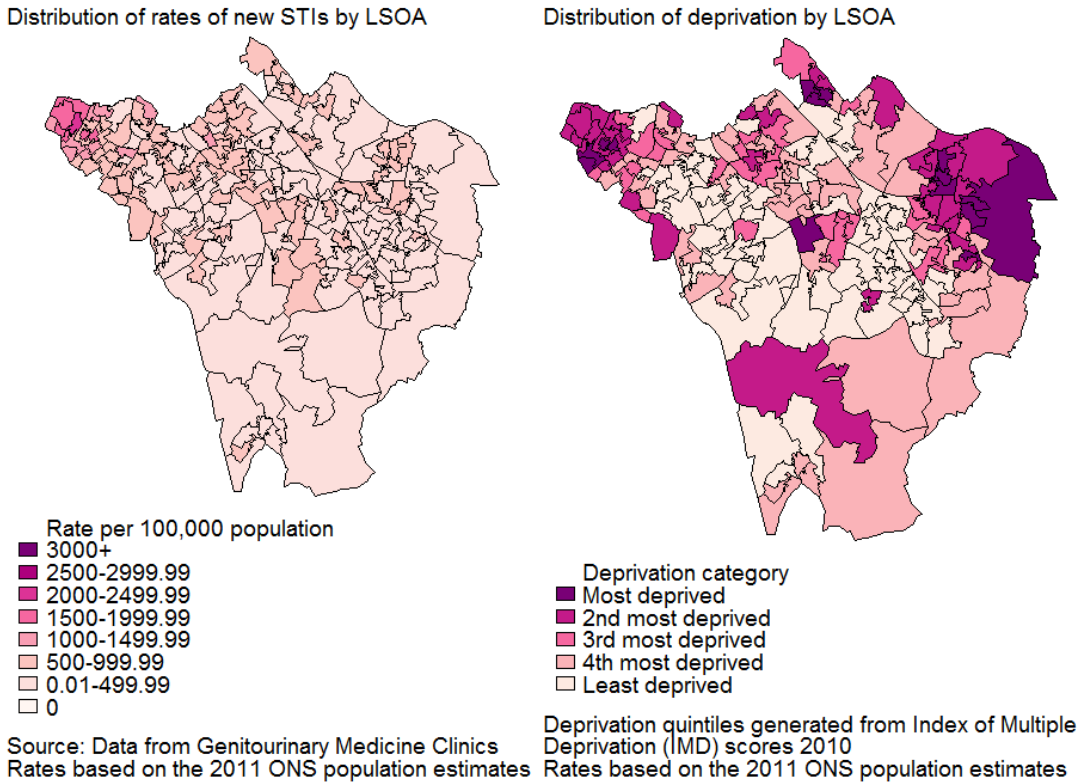 Distribution of rates of new STIs by LSOA
Rate per 100,000 population
3000+
2500-2999.99
2000-2499.99
1500-1999.99
1000-1499.99
500-999.99
0.01-499.99
0
Source: Data from Genitourinary Medicine Clinics
Rates based on the 2011 ONS population estimates
Distribution of deprivation by LSOA
Deprivation category
Most deprived
2nd most deprived
3rd most deprived
4th most deprived
Least deprived
Deprivation quintiles generated from Index of Multiple
Deprivation (IMD) scores 2010
Rates based on the 2011 ONS population estimates